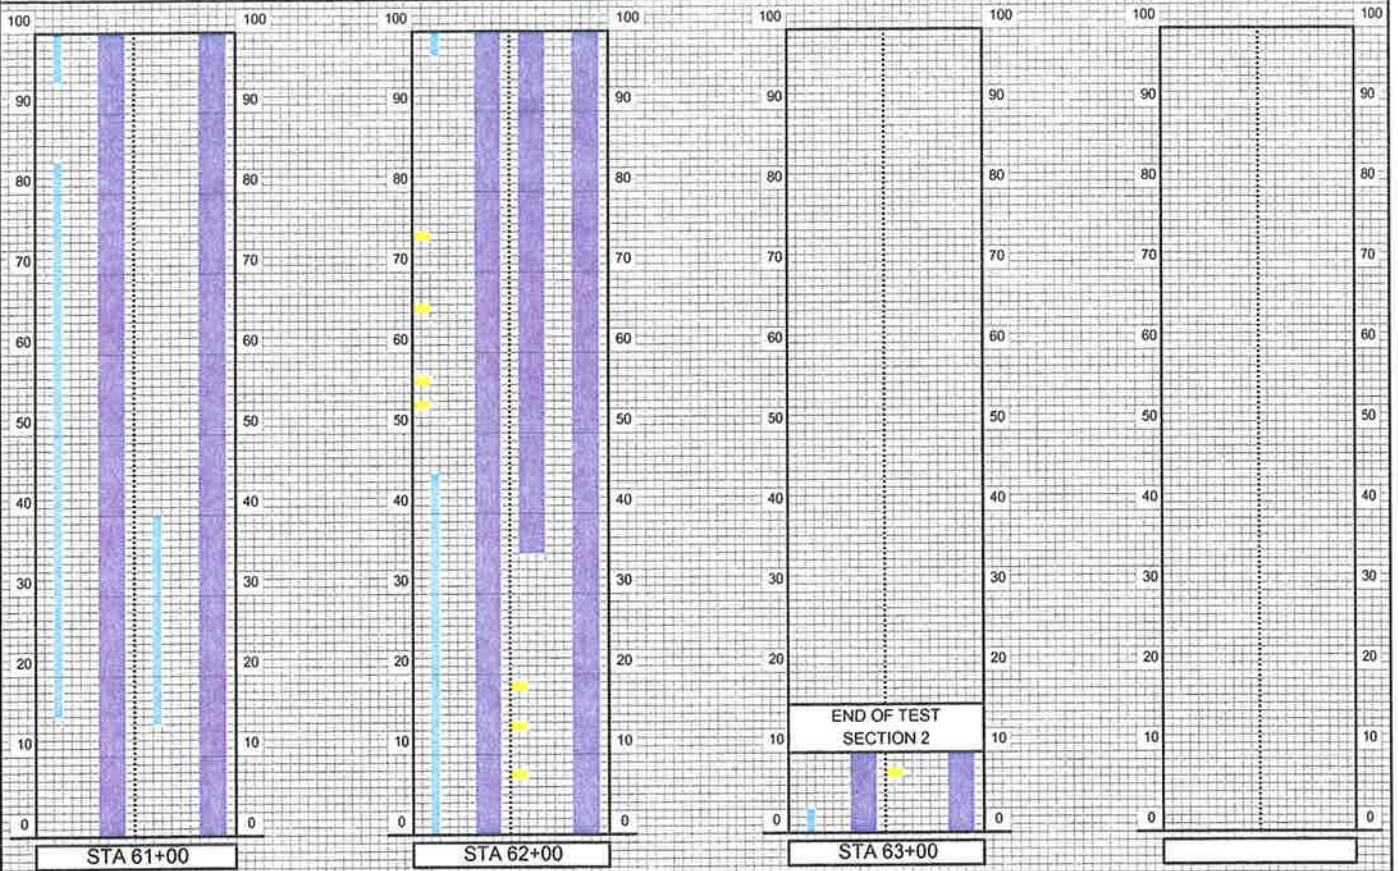 100 100 100 100 100 100 100 100
90 90 90 90 90 90 90 90
80 80 80 80 80 80 80 80
70 70 70 70 70 70 70 70
60 60 60 60 60 60 60 60
50 50 50 50 50 50 50 50
40 40 40 40 40 40 40 40
30 30 30 30 30 30 30 30
20 20 20 20 20 20 20 20
END OF TEST
SECTION 2
10 10 10 10 10 10 10 10
0 0 0 0 0 0 0 0
STA 61+00 STA 62+00 STA 63+00